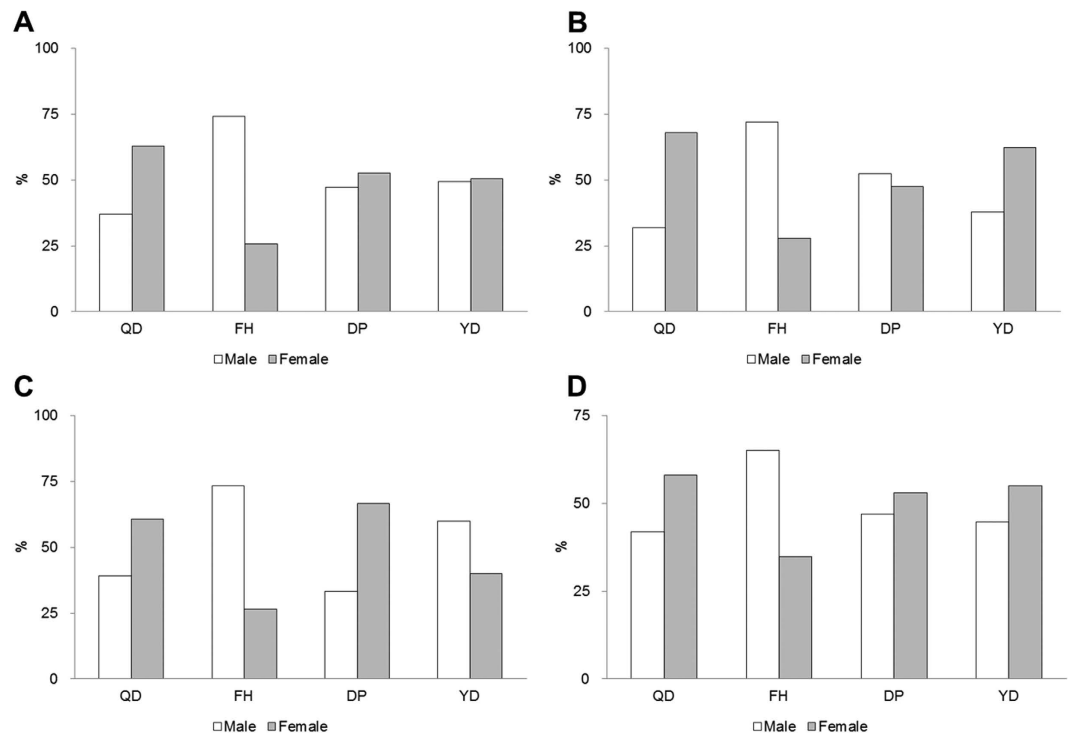 A
100
75
50
25
0
%
QD FH DP YD
□Male ■Female
B
100
75
50
25
0
%
QD FH DP YD
□Male ■Female
C
100
75
50
25
0
%
QD FH DP YD
□Male ■Female
D
75
50
25
0
%
QD FH DP YD
□Male ■Female